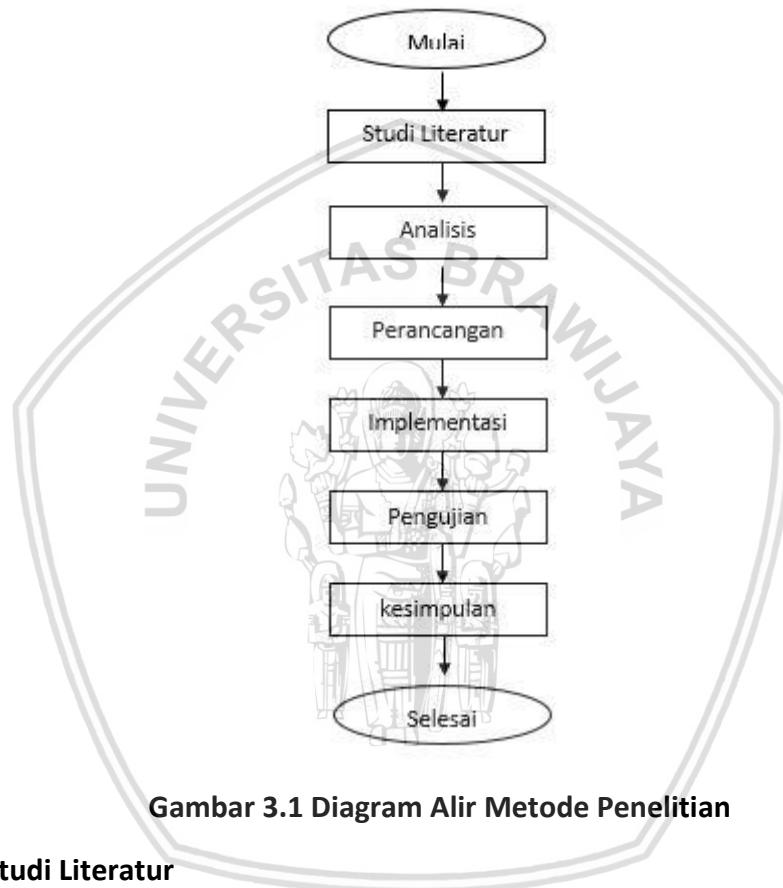 Mulai
Studi Literatur
Analisis
Perancangan
Implementasi
Pengujian
kesimpulan
Selesai
UNIVERSITAS BRAWIJAYA
Gambar 3.1 Diagram Alir Metode Penelitian
tudi Literatur